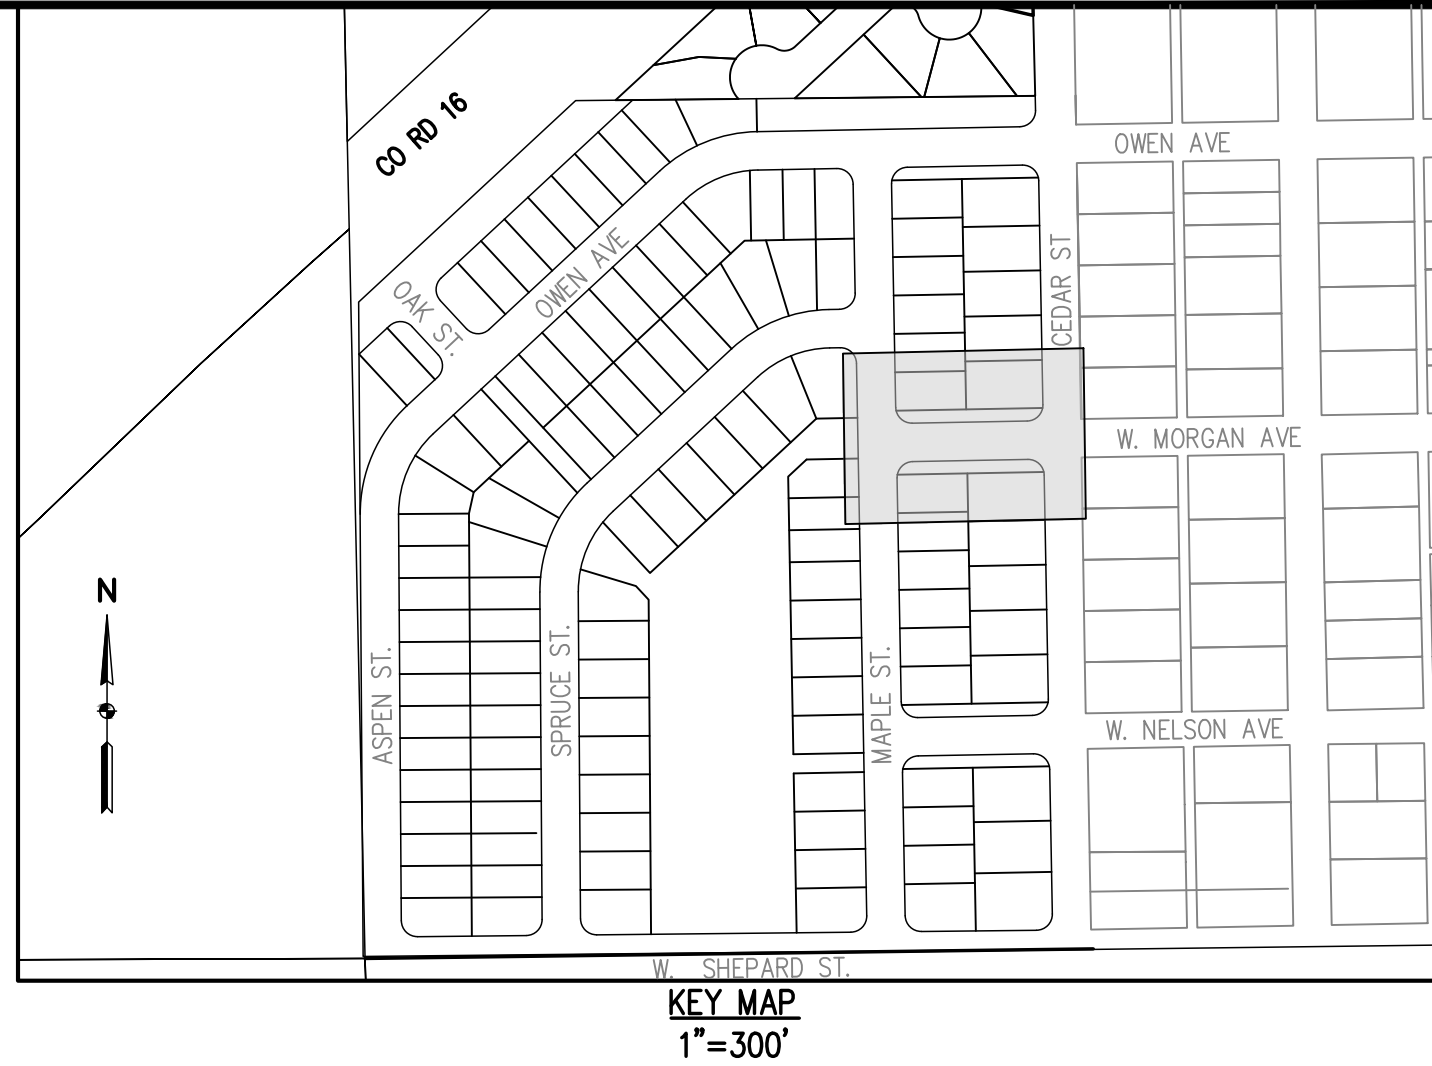 CO RD 16
OWEN AVE
OWEN AVE
CEDAR ST
OAK ST.
W. MORGAN AVE
N
ASPEN ST.
SPRUCE ST.
MAPLE ST.
W. NELSON AVE
W. SHEPARD ST.
KEY MAP
1"=300'